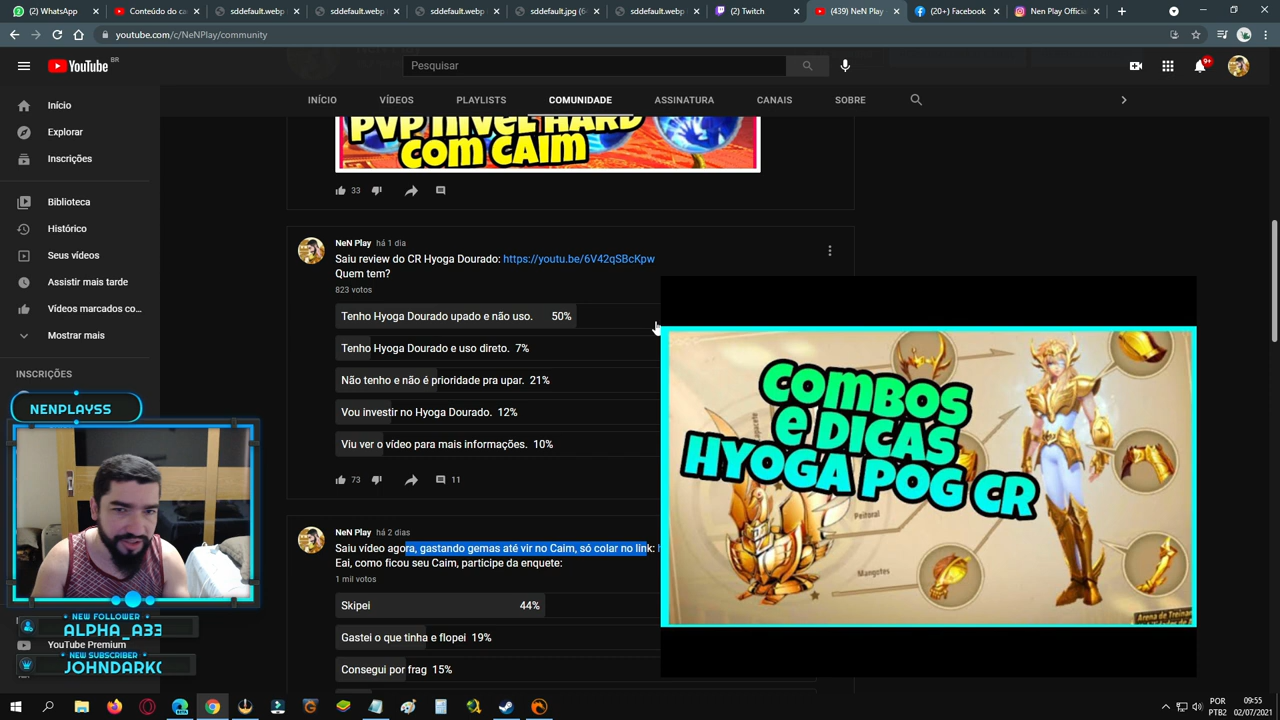 (2) WhatsApp
Conteúdo do ca
sddefault.webp
sddefault.webp
sddefault.webp
sddefault.jpg (6
sddefault.webp
(2) Twitch
(439) NeN Play
(20+) Facebook
Nen Play Officia
youtube.com/c/NeNPlay/community
YouTube BR
Pesquisar
9+
INÍCIO
VÍDEOS
PLAYLISTS
COMUNIDADE
ASSINATURA
CANAIS
SOBRE
Início
Explorar
Inscrições
Biblioteca
Histórico
Seus vídeos
Assistir mais tarde
Vídeos marcados co...
Mostrar mais
INSCRIÇÕES
YouTube Premium
PVP NIVEL HARD
COM CAIM
33
NeN Play há 1 dia
Saiu review do CR Hyoga Dourado: https://youtu.be/6V42qSBcKpw
Quem tem?
823 votos
Tenho Hyoga Dourado upado e não uso. 50%
Tenho Hyoga Dourado e uso direto. 7%
Não tenho e não é prioridade pra upar. 21%
Vou investir no Hyoga Dourado. 12%
Viu ver o vídeo para mais informações. 10%
73
11
NeN Play há 2 dias
Saiu vídeo agora, gastando gemas até vir no Caim, só colar no link:
Eai, como ficou seu Caim, participe da enquete:
1 mil votos
Skipei 44%
Gastei o que tinha e flopei 19%
Consegui por frag 15%
COMBOS
e DICAS
HYOGA POG CR
Peitoral
Mangotes
Arena de Treina
NENPLAYSS
NEW FOLLOWER
ALPHA_A33
NEW SUBSCRIBER
JOHNDARK
POR
PTB2
09:55
02/07/2021